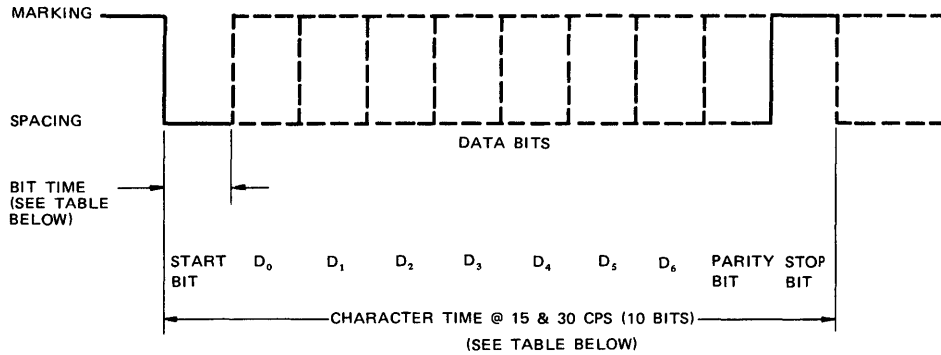 MARKING
SPACING
DATA BITS
BIT TIME
(SEE TABLE
BELOW)
START BIT D₀ D₁ D₂ D₃ D₄ D₅ D₆ PARITY BIT STOP BIT
CHARACTER TIME @ 15 & 30 CPS (10 BITS)
(SEE TABLE BELOW)